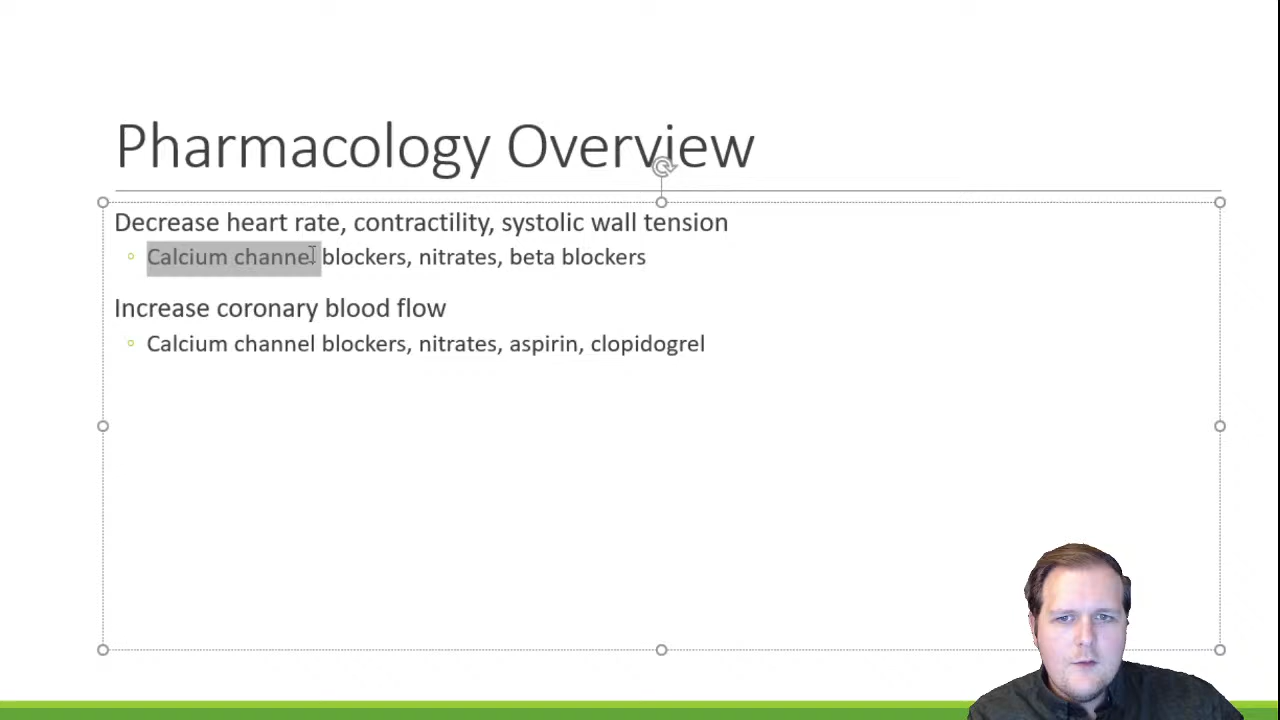 Pharmacology Overview
Decrease heart rate, contractility, systolic wall tension
Calcium channel blockers, nitrates, beta blockers
Increase coronary blood flow
Calcium channel blockers, nitrates, aspirin, clopidogrel